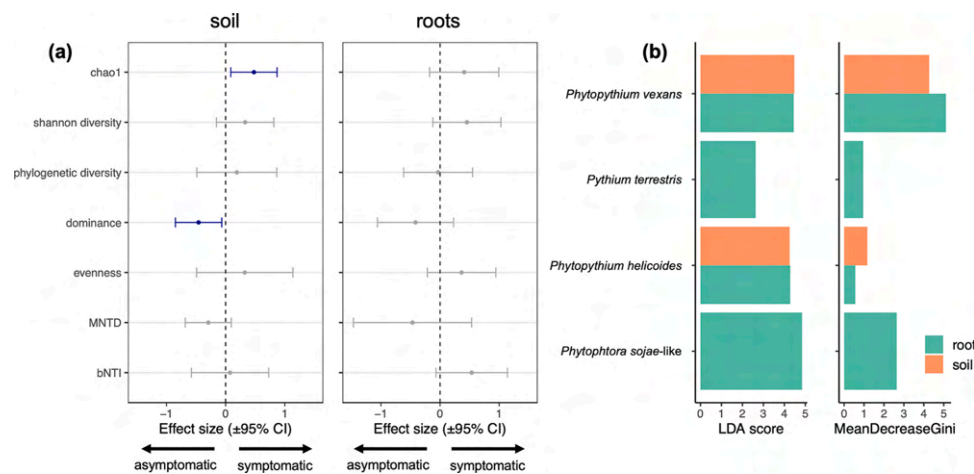 soil
roots
(a)
(b)
chao1
shannon diversity
phylogenetic diversity
dominance
evenness
MNTD
bNTI
−1 0 1
−1 0 1
Effect size (±95% CI)
Effect size (±95% CI)
asymptomatic symptomatic
asymptomatic symptomatic
Phytopythium vexans
Pythium terrestris
Phytopythium helicoides
Phytophtora sojae-like
0 1 2 3 4 5
0 1 2 3 4 5
LDA score
MeanDecreaseGini
root
soil